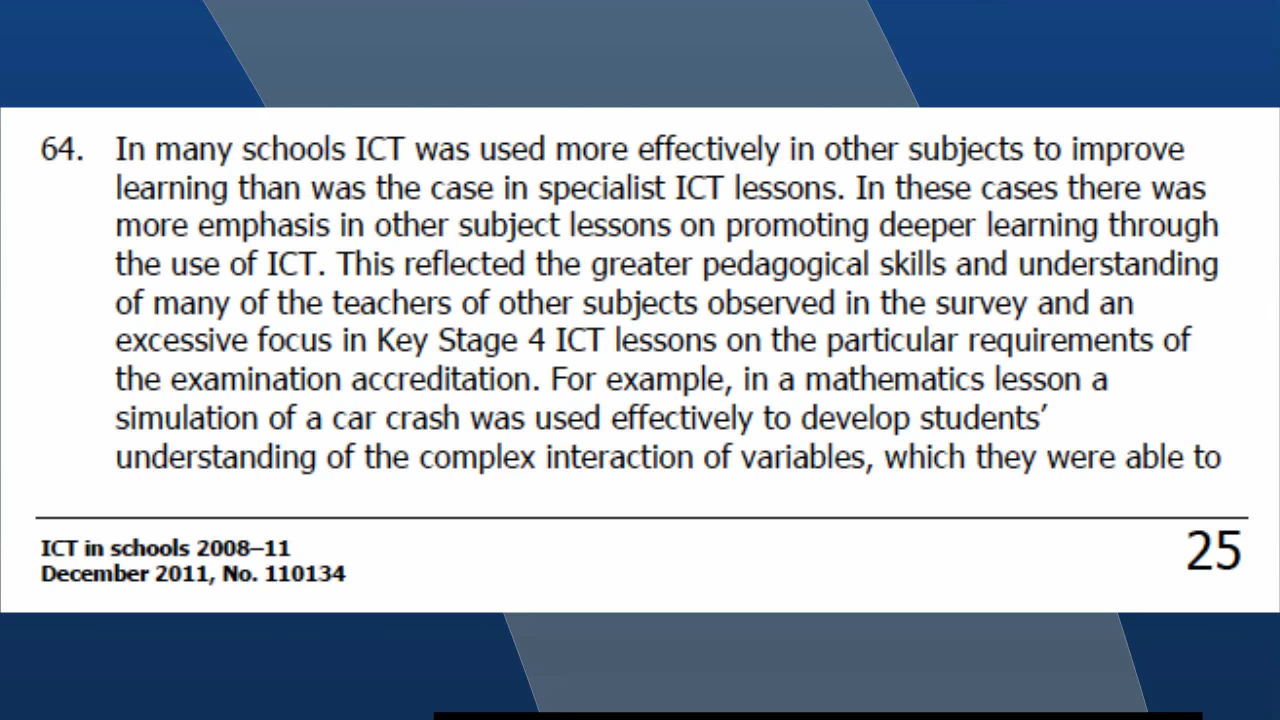 64. In many schools ICT was used more effectively in other subjects to improve
learning than was the case in specialist ICT lessons. In these cases there was
more emphasis in other subject lessons on promoting deeper learning through
the use of ICT. This reflected the greater pedagogical skills and understanding
of many of the teachers of other subjects observed in the survey and an
excessive focus in Key Stage 4 ICT lessons on the particular requirements of
the examination accreditation. For example, in a mathematics lesson a
simulation of a car crash was used effectively to develop students’
understanding of the complex interaction of variables, which they were able to
ICT in schools 2008–11
December 2011, No. 110134
25